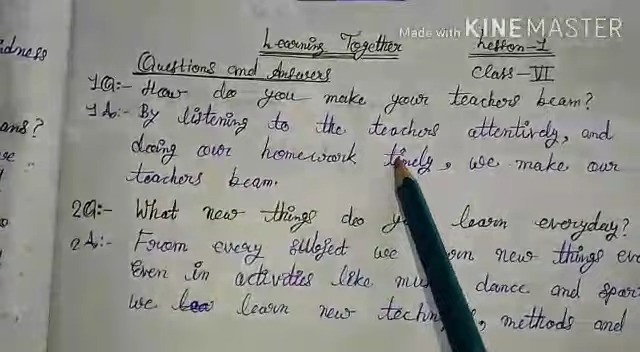 Made with KINEMASTER
Learning Together
Lesson-1
Class-VI
Questions and Answers
1Q:- How do you make your teachers beam?
1A:- By listening to the teachers attentively, and
doing our homework timely, we make our
teachers beam.
2Q:- What new things do learn everyday?
2A:- From every subject we new things
Even in activities like dance and
we learn new methods and